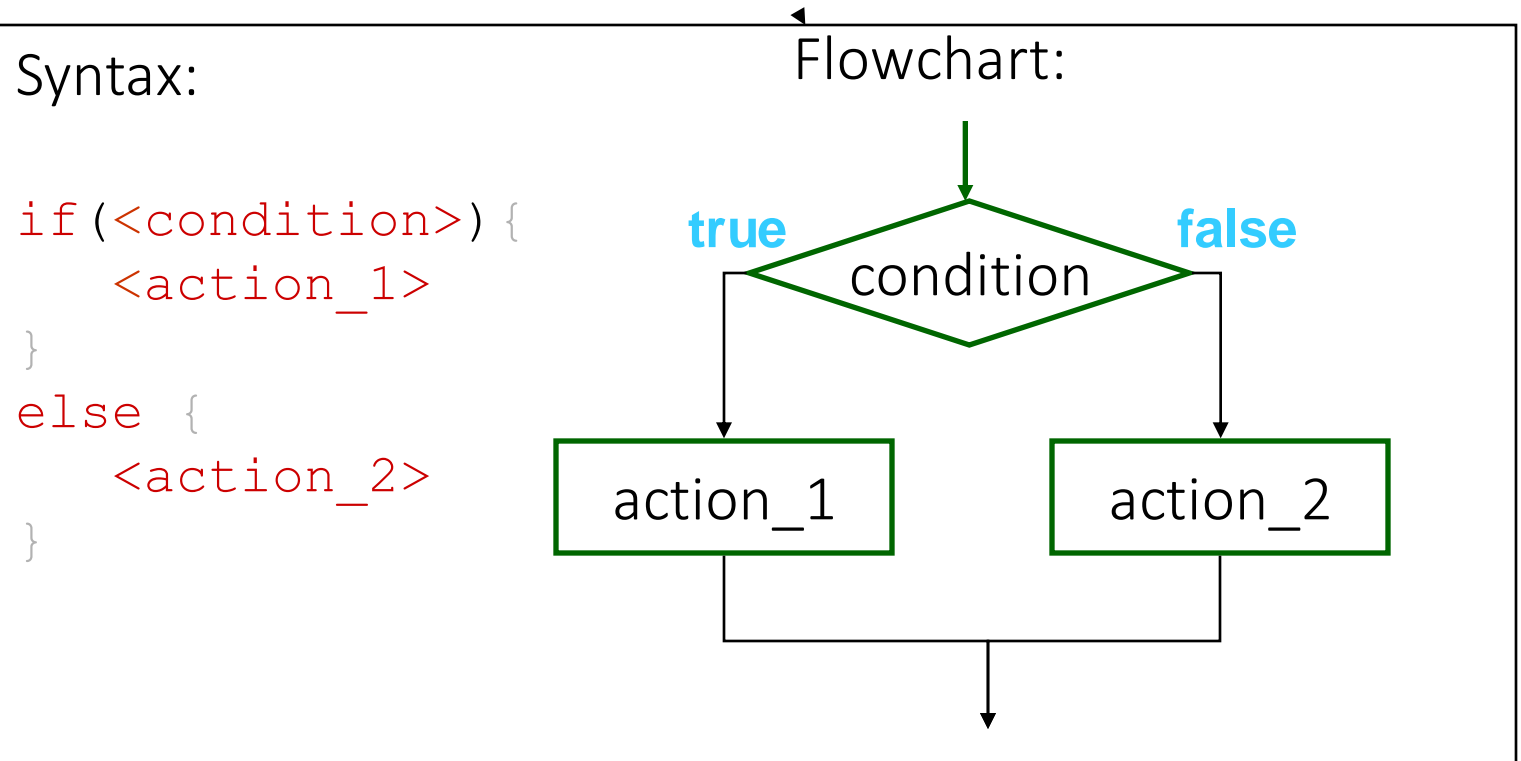 Syntax:
if(<condition>){
<action_1>
}
else {
<action_2>
}
Flowchart:
true
false
condition
action_1
action_2